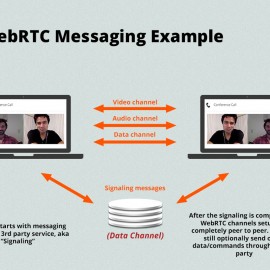 ebRTC Messaging Example
Conference Call
Video channel
Audio channel
Data channel
Conference Call
Signaling messages
(Data Channel)
tarts with messaging
3rd party service, aka
"Signaling"
After the signaling is comp
WebRTC channels setu
completely peer to peer.
still optionally send
data/commands through
party